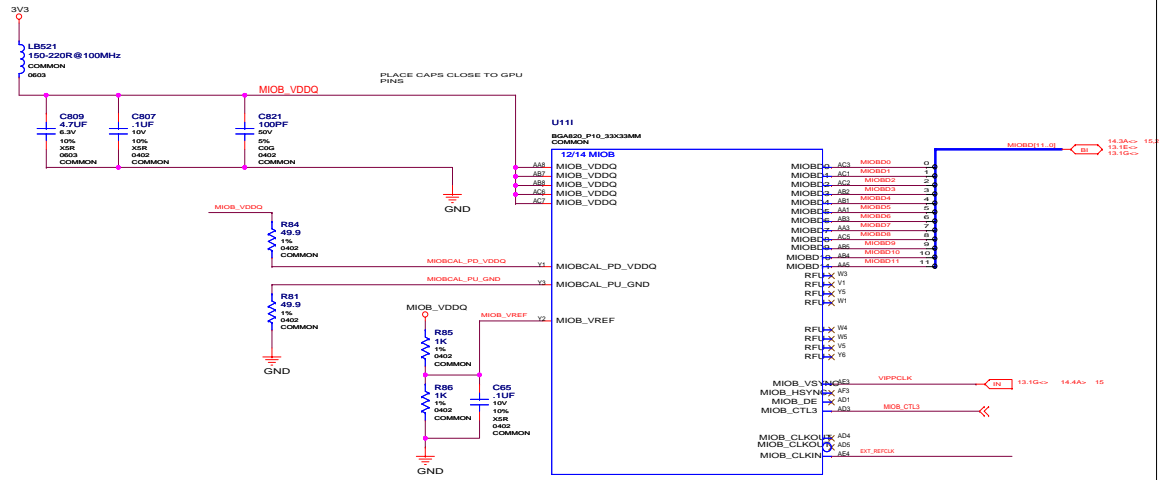 3V3
LB521
150-220R@100MHz
COMMON
0603
PLACE CAPS CLOSE TO GPU
PINS
MIOB_VDDQ
C809
4.7UF
6.3V
10%
X5R
0603
COMMON
C807
.1UF
10V
10%
X5R
0402
COMMON
C821
100PF
50V
5%
C0G
0402
COMMON
GND
U11I
BGA820_P10_33X33MM
COMMON
12/14 MIOB
AA8 MIOB_VDDQ
AB7 MIOB_VDDQ
AB8 MIOB_VDDQ
AC6 MIOB_VDDQ
AC7 MIOB_VDDQ
MIOB_VDDQ
R84
49.9
1%
0402
COMMON
MIOBCAL_PD_VDDQ Y1 MIOBCAL_PD_VDDQ
MIOBCAL_PU_GND Y3 MIOBCAL_PU_GND
R81
49.9
1%
0402
COMMON
GND
MIOB_VDDQ
MIOB_VREF Y2 MIOB_VREF
R85
1K
1%
0402
COMMON
R86
1K
1%
0402
COMMON
C65
.1UF
10V
10%
X5R
0402
COMMON
GND
MIOBD0 AC3 MIOBD0 0
MIOBD1 AC1 MIOBD1 1
MIOBD2 AC2 MIOBD2 2
MIOBD3 AB2 MIOBD3 3
MIOBD4 AB1 MIOBD4 4
MIOBD5 AA1 MIOBD5 5
MIOBD6 AB3 MIOBD6 6
MIOBD7 AA3 MIOBD7 7
MIOBD8 AC5 MIOBD8 8
MIOBD9 AB5 MIOBD9 9
MIOBD10 AB4 MIOBD10 10
MIOBD11 AA5 MIOBD11 11
MIOBD[11..0] BI
14.3A<> 15.2
13.1E<>
13.1G<>
RFU W3
RFU V1
RFU Y5
RFU W1
RFU W4
RFU W5
RFU V5
RFU Y6
MIOB_VSYNC AE3 VIPPCLK IN 13.1G<> 14.4A> 15
MIOB_HSYNC AF3
MIOB_DE AD1
MIOB_CTL3 AD3 MIOB_CTL3
MIOB_CLKOUT AD4
MIOB_CLKOUT AD5
MIOB_CLKIN AE4 EXT_REFCLK